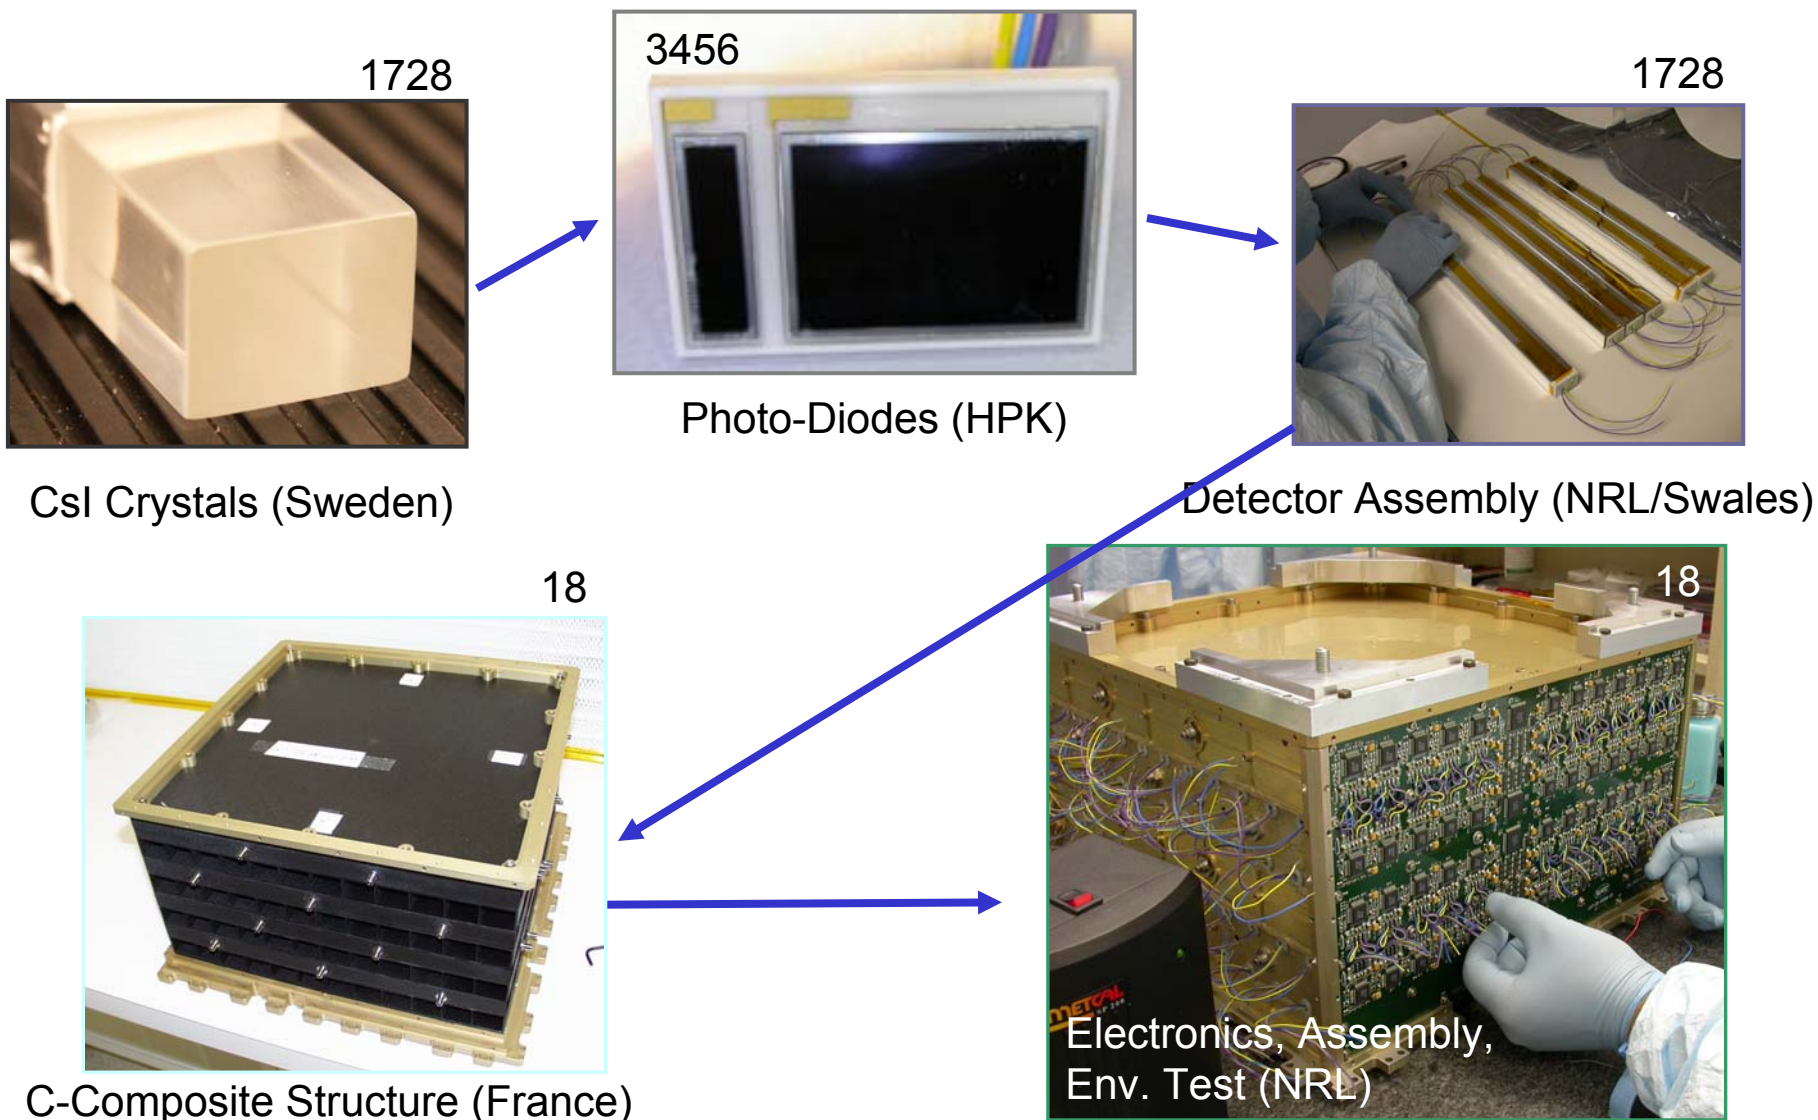 1728
3456
1728
CsI Crystals (Sweden)
Photo-Diodes (HPK)
Detector Assembly (NRL/Swales)
18
18
C-Composite Structure (France)
METCAL
Electronics, Assembly,
Env. Test (NRL)